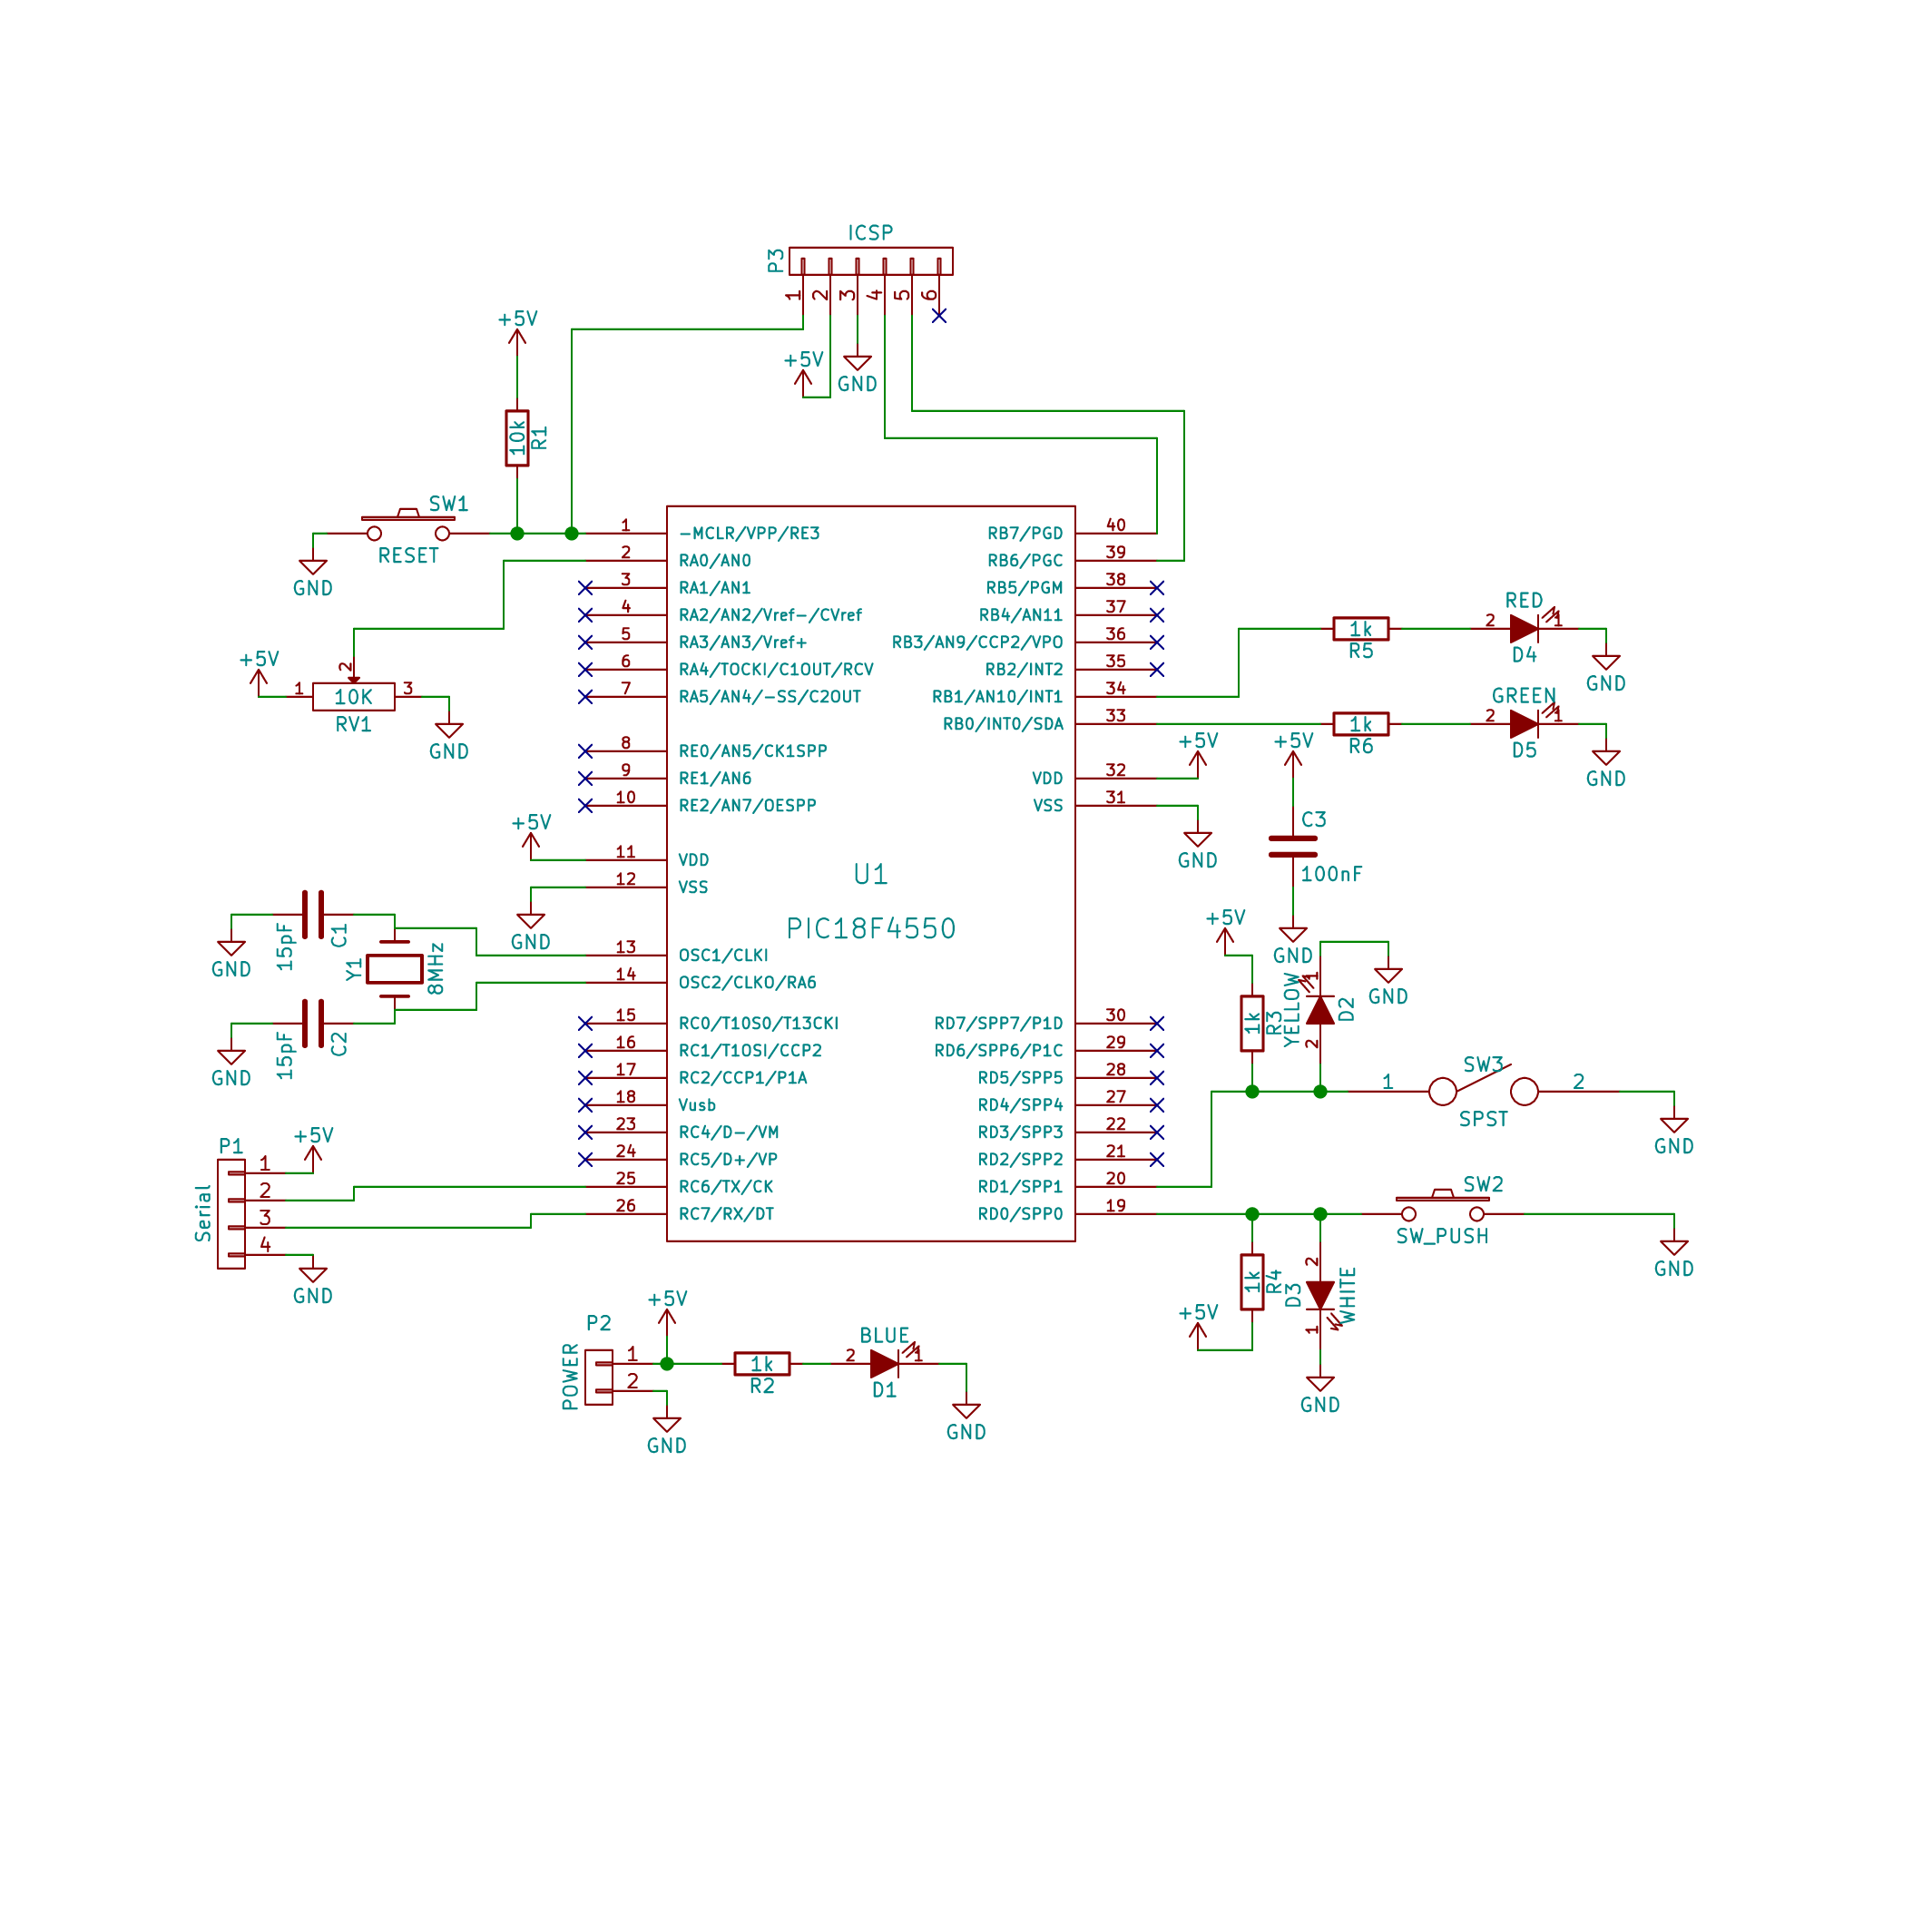 ICSP
P3
1 2 3 4 5 6
+5V
+5V
GND
10k
R1
SW1
RESET
GND
1 -MCLR/VPP/RE3
2 RA0/AN0
3 RA1/AN1
4 RA2/AN2/Vref-/CVref
5 RA3/AN3/Vref+
6 RA4/TOCKI/C1OUT/RCV
7 RA5/AN4/-SS/C2OUT
8 RE0/AN5/CK1SPP
9 RE1/AN6
10 RE2/AN7/OESPP
11 VDD
12 VSS
13 OSC1/CLKI
14 OSC2/CLKO/RA6
15 RC0/T1OSO/T13CKI
16 RC1/T1OSI/CCP2
17 RC2/CCP1/P1A
18 Vusb
23 RC4/D-/VM
24 RC5/D+/VP
25 RC6/TX/CK
26 RC7/RX/DT
U1
PIC18F4550
RB7/PGD 40
RB6/PGC 39
RB5/PGM 38
RB4/AN11 37
RB3/AN9/CCP2/VPO 36
RB2/INT2 35
RB1/AN10/INT1 34
RB0/INT0/SDA 33
VDD 32
VSS 31
RD7/SPP7/P1D 30
RD6/SPP6/P1C 29
RD5/SPP5 28
RD4/SPP4 27
RD3/SPP3 22
RD2/SPP2 21
RD1/SPP1 20
RD0/SPP0 19
+5V
1 10K 3
2
RV1
GND
+5V
GND
15pF
C1
GND
Y1
8MHz
15pF
C2
GND
P1
Serial
1
2
3
4
+5V
GND
P2
POWER
1
2
+5V
GND
1k
R2
BLUE
2 1
D1
GND
1k
R5
RED
2 1
D4
GND
1k
R6
GREEN
2 1
D5
GND
+5V
GND
+5V
C3
100nF
GND
+5V
1k
R3
YELLOW
1
2
D2
GND
SW3
1 2
SPST
GND
SW2
SW_PUSH
GND
1k
R4
+5V
D3
2
1
WHITE
GND